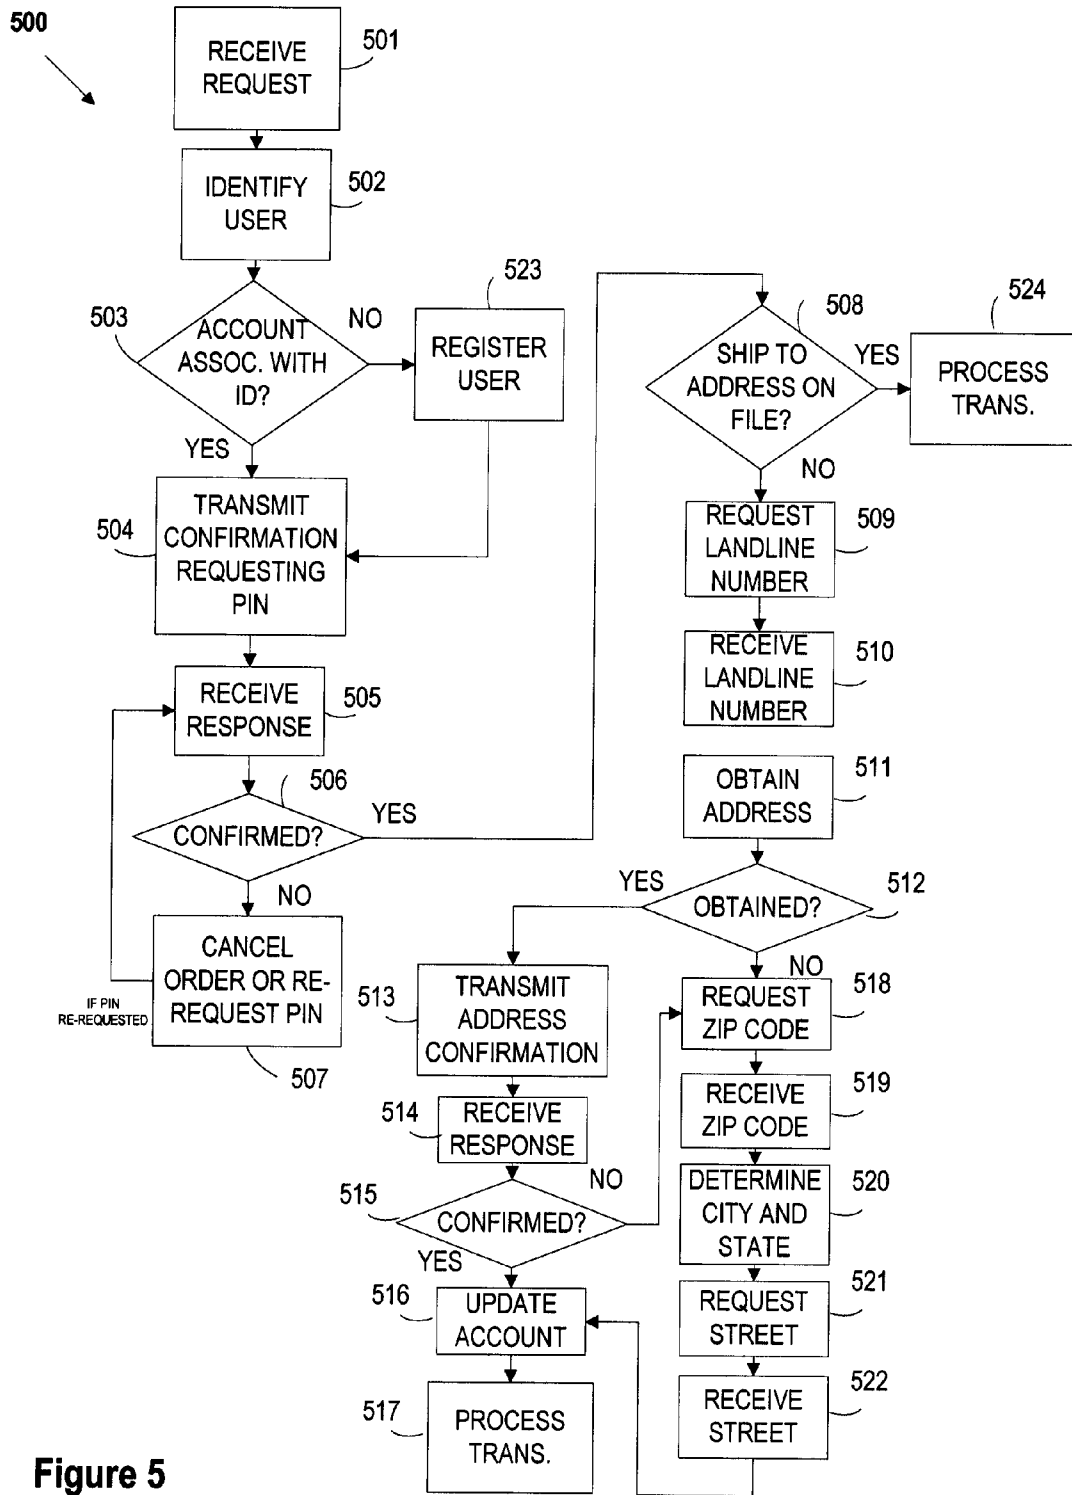 500
RECEIVE
REQUEST
501
IDENTIFY
USER
502
503
ACCOUNT
ASSOC. WITH
ID?
NO
YES
523
REGISTER
USER
504
TRANSMIT
CONFIRMATION
REQUESTING
PIN
RECEIVE
RESPONSE
505
506
CONFIRMED?
YES
NO
CANCEL
ORDER OR RE-
REQUEST PIN
IF PIN
RE-REQUESTED
507
508
SHIP TO
ADDRESS ON
FILE?
YES
NO
524
PROCESS
TRANS.
REQUEST
LANDLINE
NUMBER
509
RECEIVE
LANDLINE
NUMBER
510
OBTAIN
ADDRESS
511
YES
OBTAINED?
512
NO
513
TRANSMIT
ADDRESS
CONFIRMATION
514
RECEIVE
RESPONSE
515
CONFIRMED?
NO
YES
516
UPDATE
ACCOUNT
517
PROCESS
TRANS.
REQUEST
ZIP CODE
518
RECEIVE
ZIP CODE
519
DETERMINE
CITY AND
STATE
520
REQUEST
STREET
521
RECEIVE
STREET
522
Figure 5